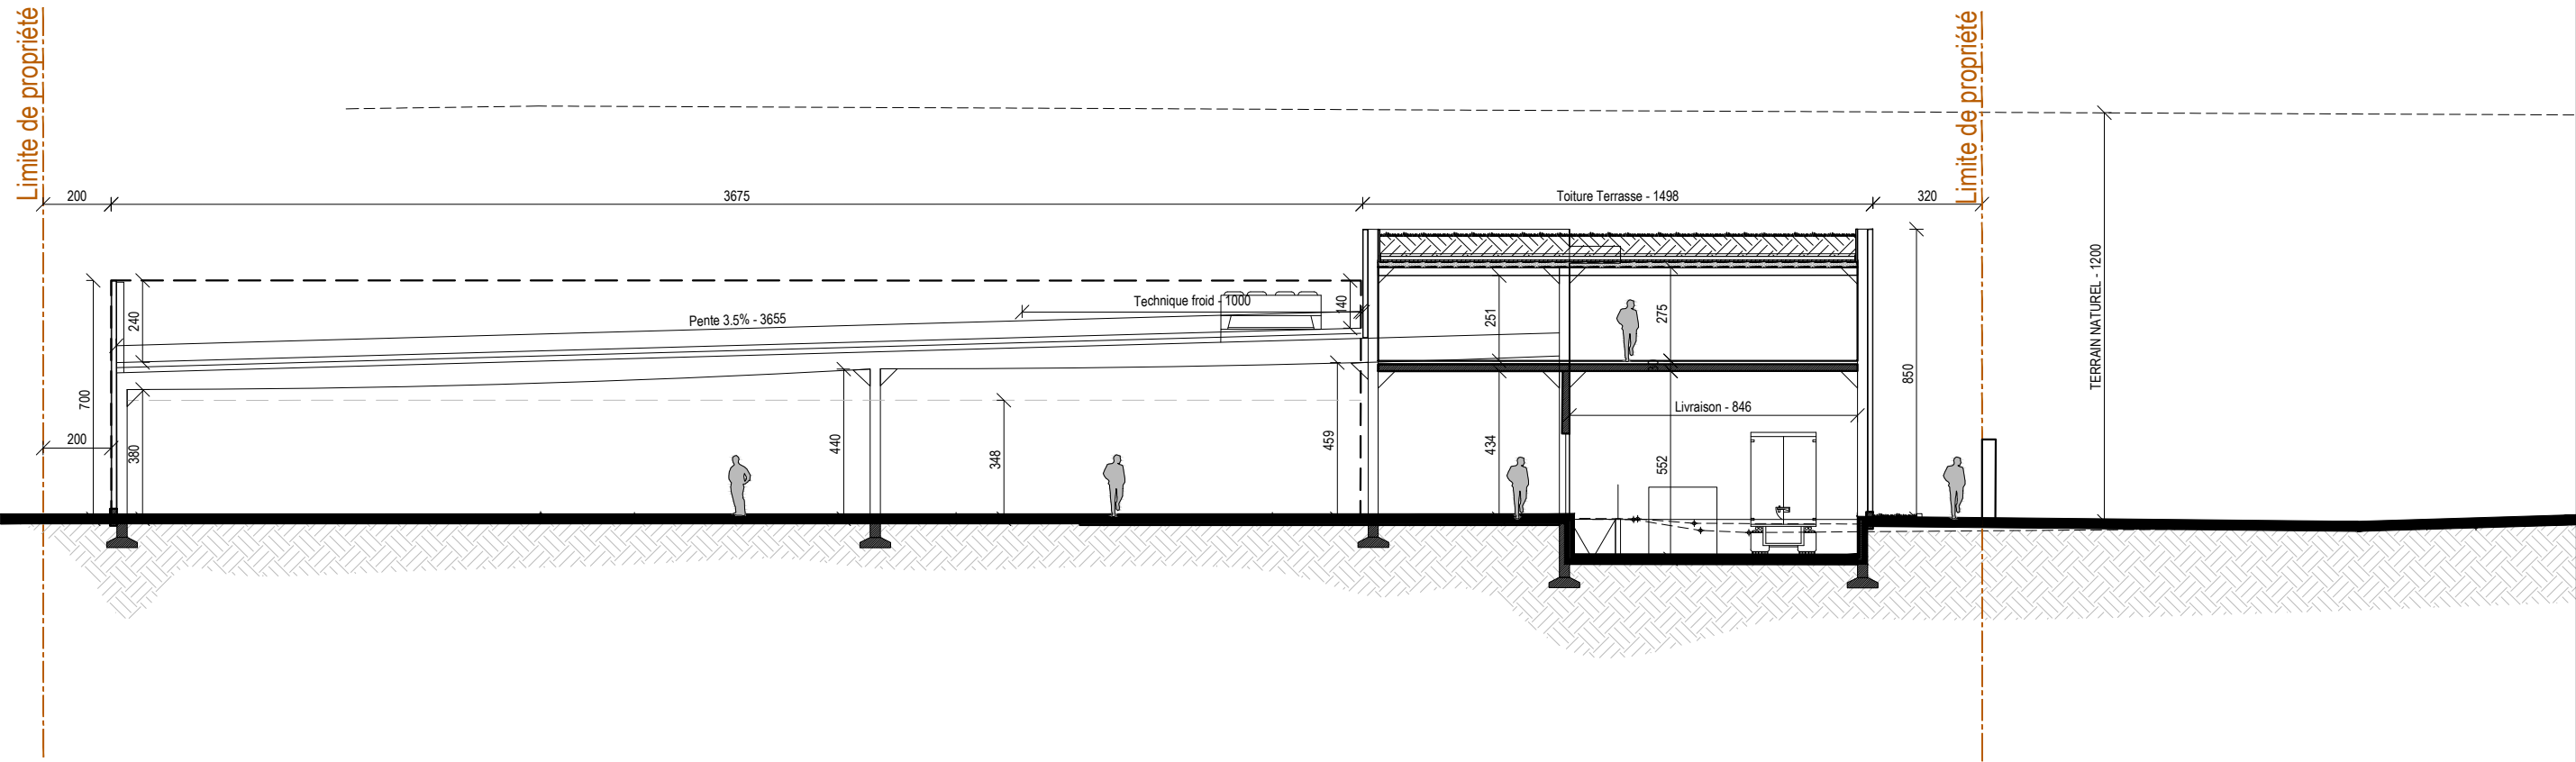 Limite de propriété
Limite de propriété
200
3675
Toiture Terrasse - 1498
320
TERRAIN NATUREL - 1200
Technique froid - 1000
140
Pente 3.5% - 3655
240
251
275
700
850
Livraison - 846
200
380
440
348
459
434
552